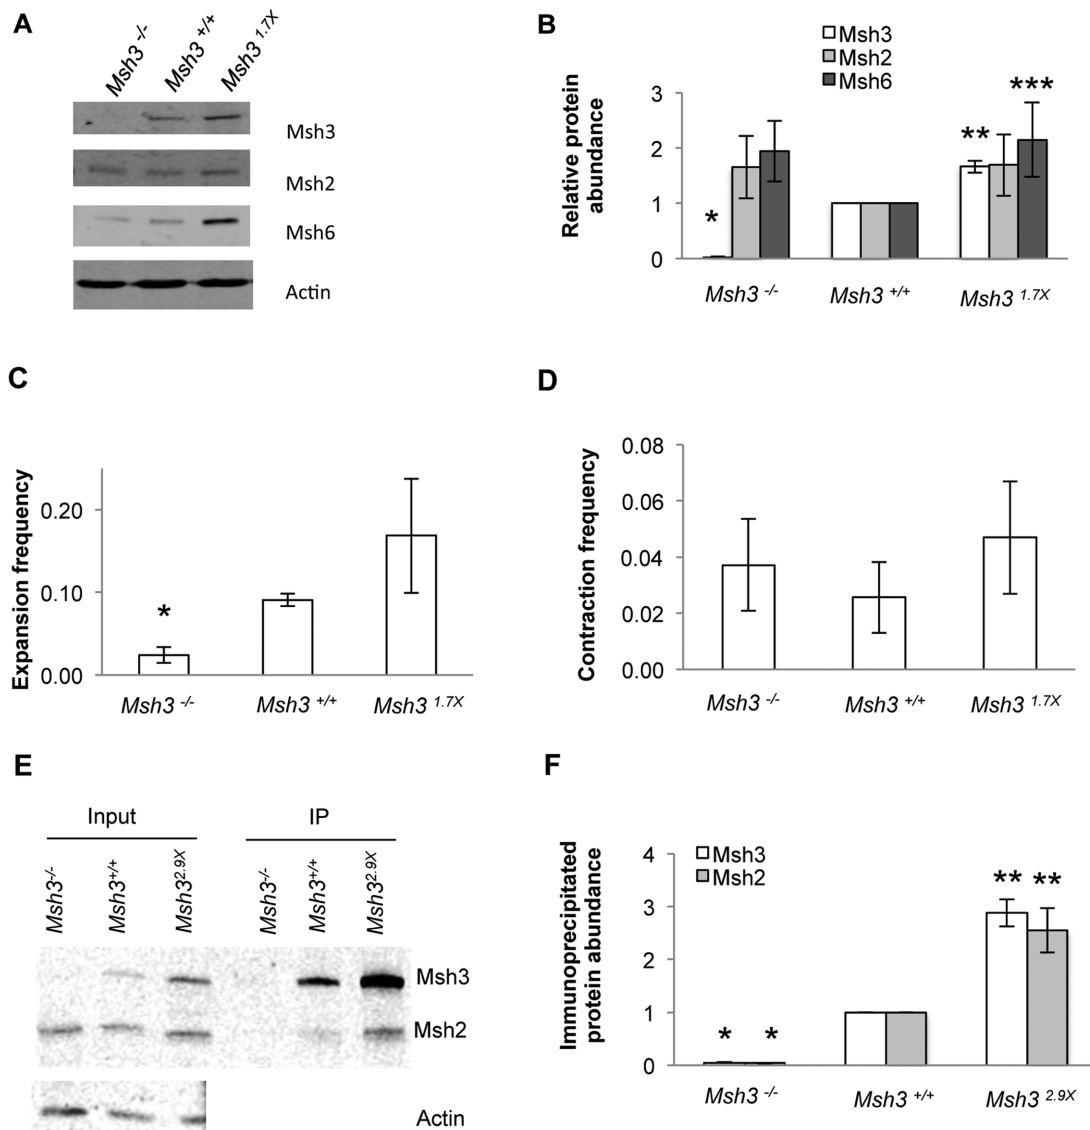 A
Msh3 -/-
Msh3 +/+
Msh3 1.7X
Msh3
Msh2
Msh6
Actin
B
Msh3
Msh2
Msh6
Relative protein
abundance
3
2
1
0
*
**
***
Msh3 -/-
Msh3 +/+
Msh3 1.7X
C
Expansion frequency
0.20
0.10
0.00
*
Msh3 -/-
Msh3 +/+
Msh3 1.7X
D
Contraction frequency
0.08
0.06
0.04
0.02
0.00
Msh3 -/-
Msh3 +/+
Msh3 1.7X
E
Input
IP
Msh3-/-
Msh3+/+
Msh32.9X
Msh3-/-
Msh3+/+
Msh32.9X
Msh3
Msh2
Actin
F
Immunoprecipitated
protein abundance
Msh3
Msh2
4
3
2
1
0
* *
** **
Msh3 -/-
Msh3 +/+
Msh3 2.9X